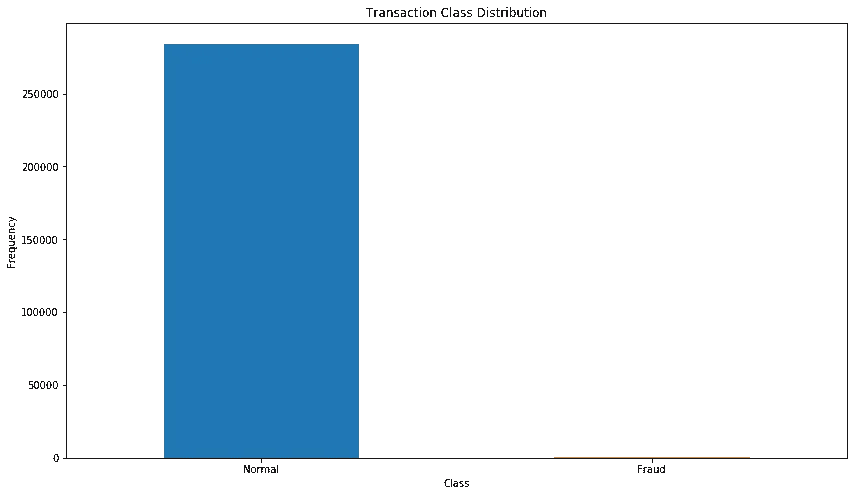 Transaction Class Distribution
250000
200000
150000
100000
50000
0
Frequency
Normal
Fraud
Class